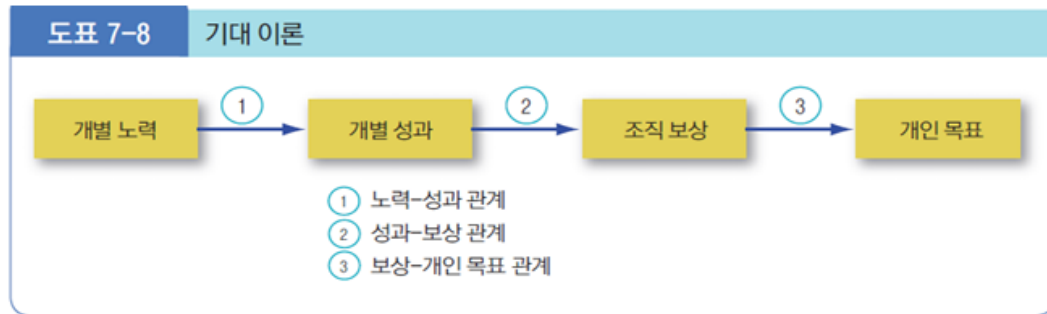 도표 7-8 기대 이론
① ② ③
개별 노력 개별 성과 조직 보상 개인 목표
① 노력-성과 관계
② 성과-보상 관계
③ 보상-개인 목표 관계